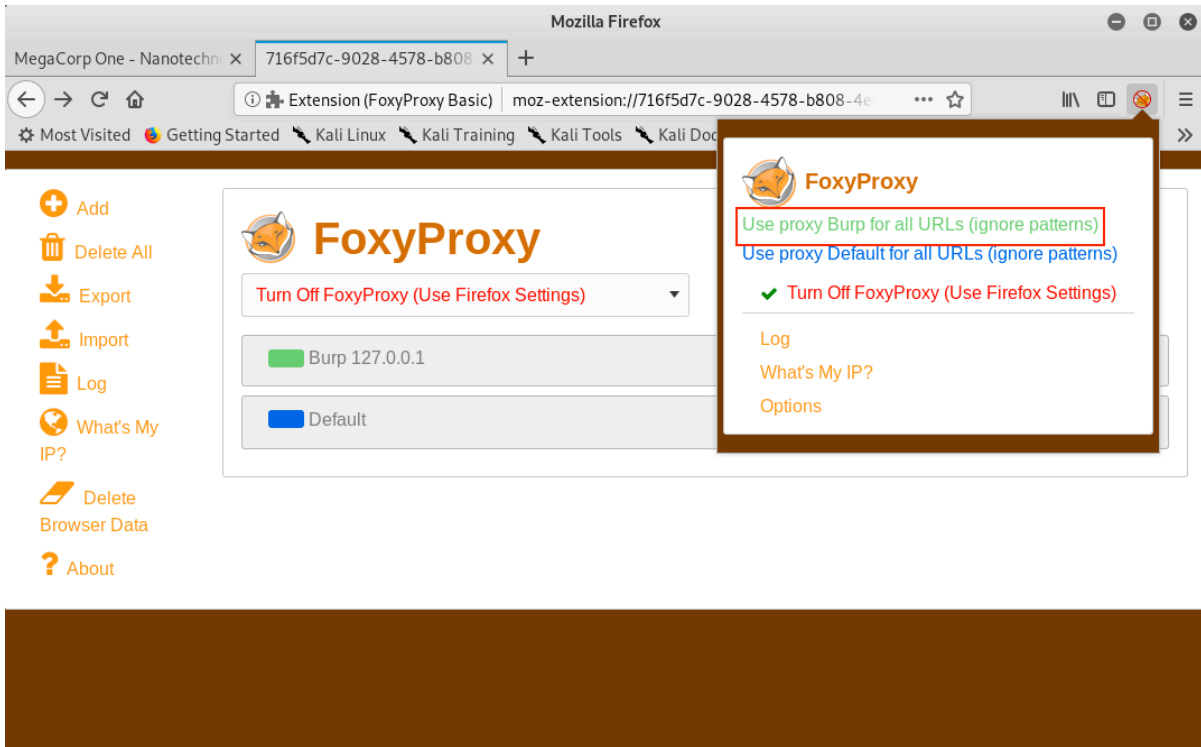 Mozilla Firefox
MegaCorp One - Nanotechn
716f5d7c-9028-4578-b808
Extension (FoxyProxy Basic)
moz-extension://716f5d7c-9028-4578-b808-4e
Most Visited
Getting Started
Kali Linux
Kali Training
Kali Tools
Kali Doc
Add
Delete All
Export
Import
Log
What's My
IP?
Delete
Browser Data
About
FoxyProxy
Turn Off FoxyProxy (Use Firefox Settings)
Burp 127.0.0.1
Default
FoxyProxy
Use proxy Burp for all URLs (ignore patterns)
Use proxy Default for all URLs (ignore patterns)
Turn Off FoxyProxy (Use Firefox Settings)
Log
What's My IP?
Options